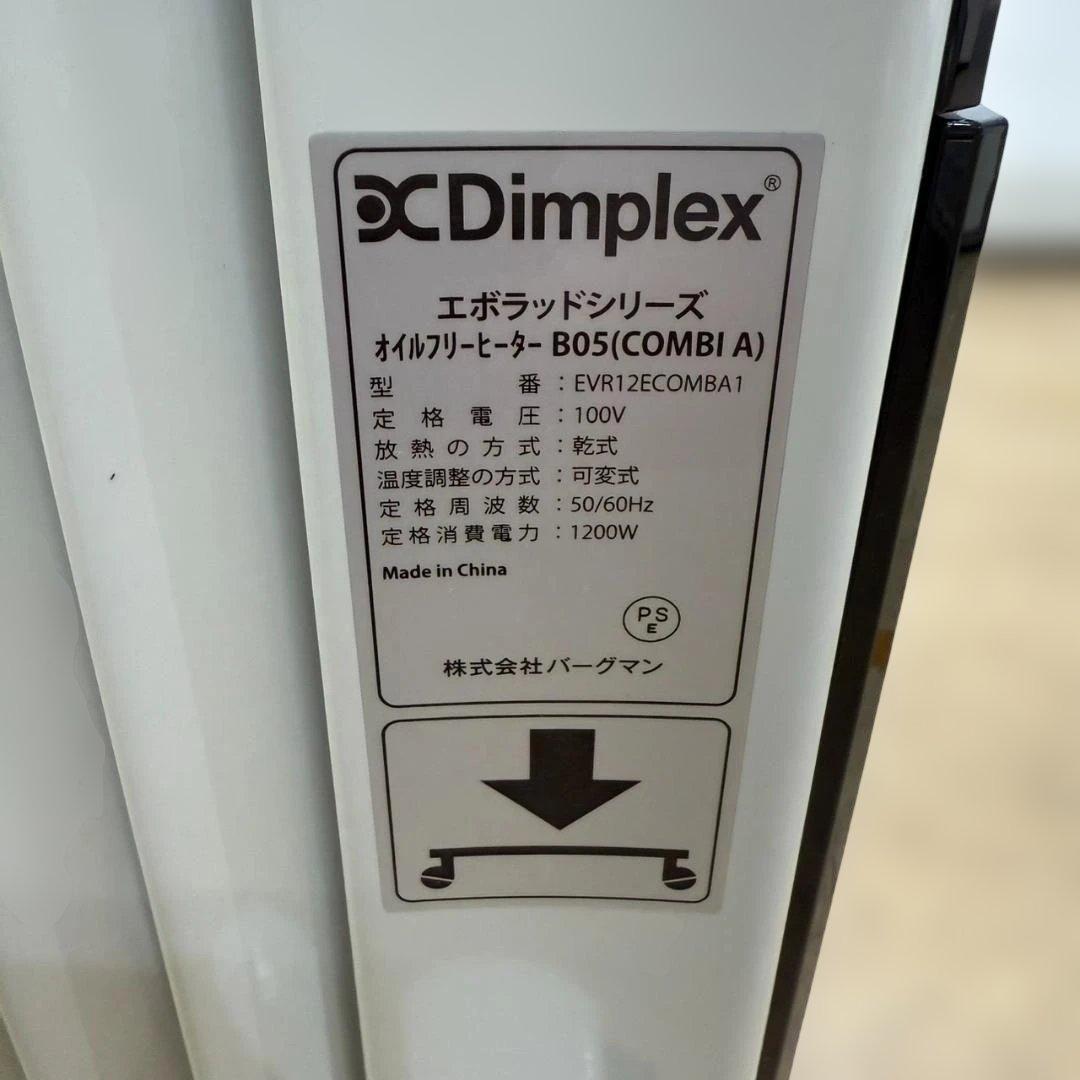 Dimplex®
エボラッドシリーズ
オイルフリーヒーター B05(COMBI A)
型番：EVR12ECOMBA1
定格電圧：100V
放熱の方式：乾式
温度調整の方式：可変式
定格周波数：50/60Hz
定格消費電力：1200W
Made in China
PS
E
株式会社バーグマン